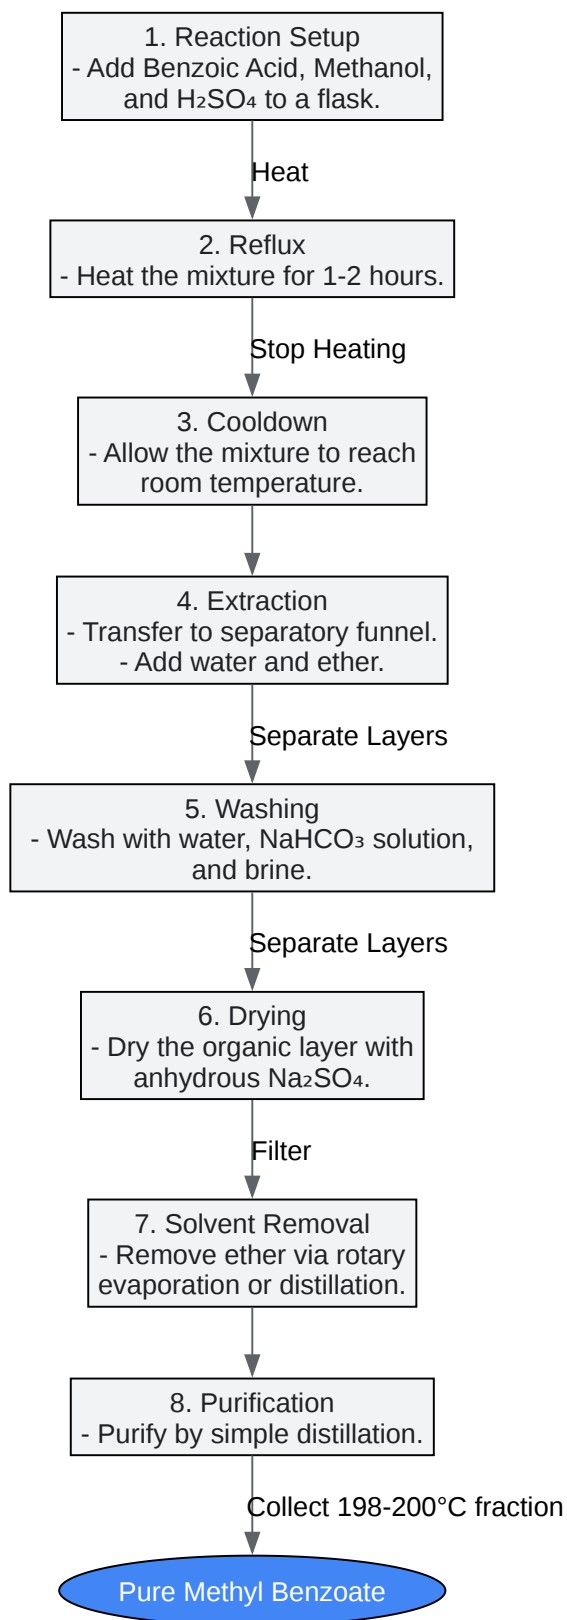 1. Reaction Setup
- Add Benzoic Acid, Methanol,
and H₂SO₄ to a flask.
Heat
2. Reflux
- Heat the mixture for 1-2 hours.
Stop Heating
3. Cooldown
- Allow the mixture to reach
room temperature.
4. Extraction
- Transfer to separatory funnel.
- Add water and ether.
Separate Layers
5. Washing
- Wash with water, NaHCO₃ solution,
and brine.
Separate Layers
6. Drying
- Dry the organic layer with
anhydrous Na₂SO₄.
Filter
7. Solvent Removal
- Remove ether via rotary
evaporation or distillation.
8. Purification
- Purify by simple distillation.
Collect 198-200°C fraction
Pure Methyl Benzoate